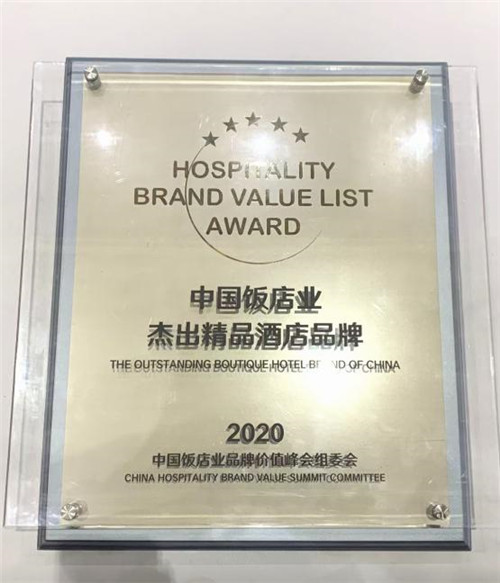 HOSPITALITY
BRAND VALUE LIST
AWARD
中国饭店业
杰出精品酒店品牌
THE OUTSTANDING BOUTIQUE HOTEL BRAND OF CHINA
2020
中国饭店业品牌价值峰会组委会
CHINA HOSPITALITY BRAND VALUE SUMMIT COMMITTEE